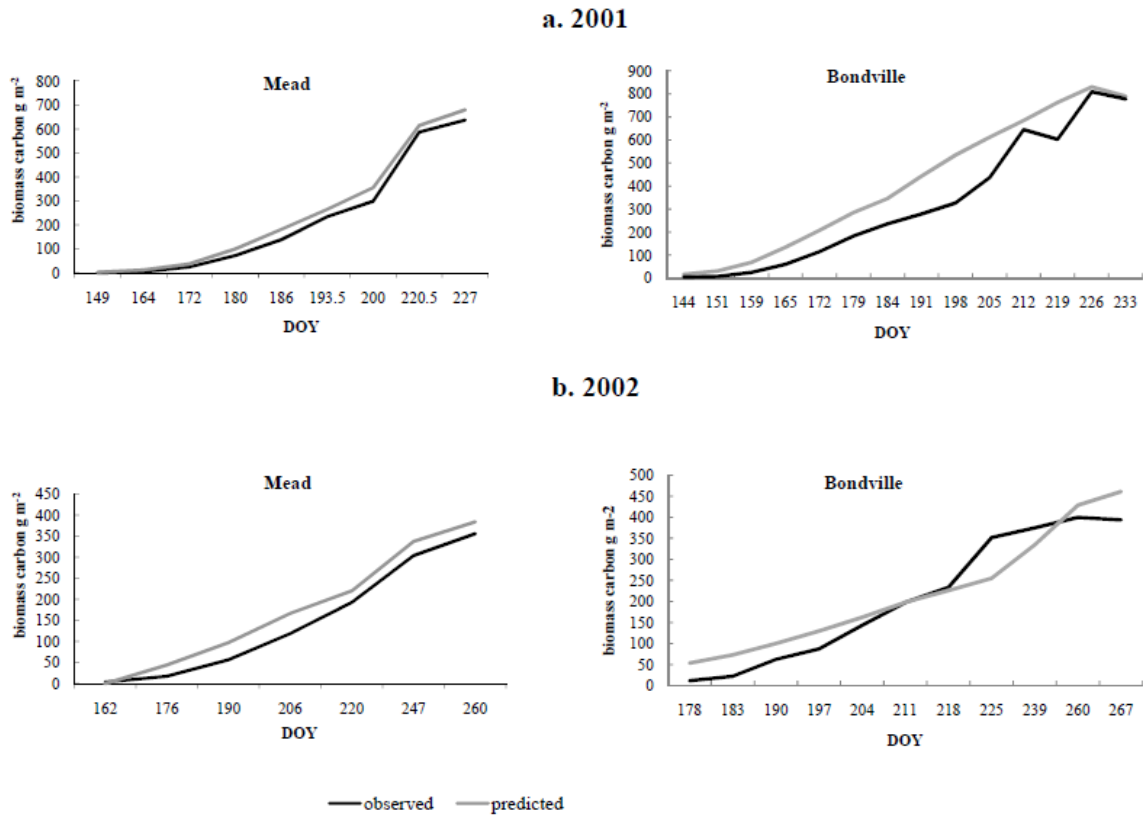 a. 2001
Mead
biomass carbon g m⁻²
800
700
600
500
400
300
200
100
0
149 164 172 180 186 193.5 200 220.5 227
DOY
Bondville
biomass carbon g m⁻²
900
800
700
600
500
400
300
200
100
0
144 151 159 165 172 179 184 191 198 205 212 219 226 233
DOY
b. 2002
Mead
biomass carbon g m⁻²
450
400
350
300
250
200
150
100
50
0
162 176 190 206 220 247 260
DOY
Bondville
biomass carbon g m-2
500
450
400
350
300
250
200
150
100
50
0
178 183 190 197 204 211 218 225 239 260 267
DOY
observed predicted